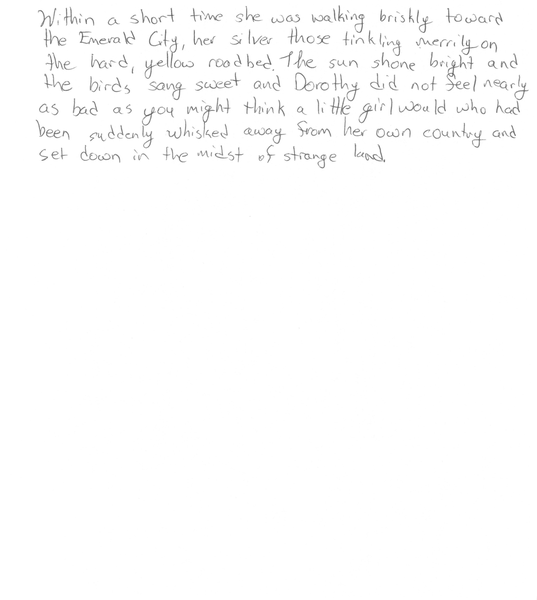 Within a short time she was walking briskly toward
the Emerald City, her silver those tinkling merrily on
the hard, yellow roadbed. The sun shone bright and
the birds sang sweet and Dorothy did not feel nearly
as bad as you might think a little girl would who had
been suddenly whisked away from her own country and
set down in the midst of strange land.